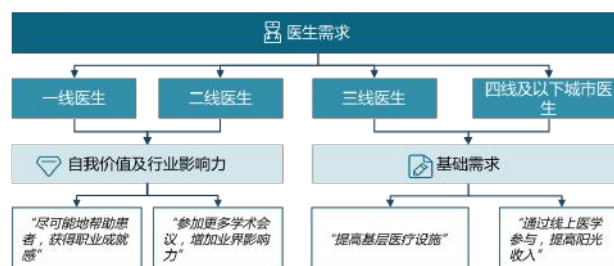 医生需求
一线医生
二线医生
三线医生
四线及以下城市医
生
自我价值及行业影响力
基础需求
“尽可能地帮助患
者，获得职业成就
感”
“参加更多学术会
议，增加业界影响
力”
“提高基层医疗设施”
“通过线上医学
参与，提高阳光
收入”